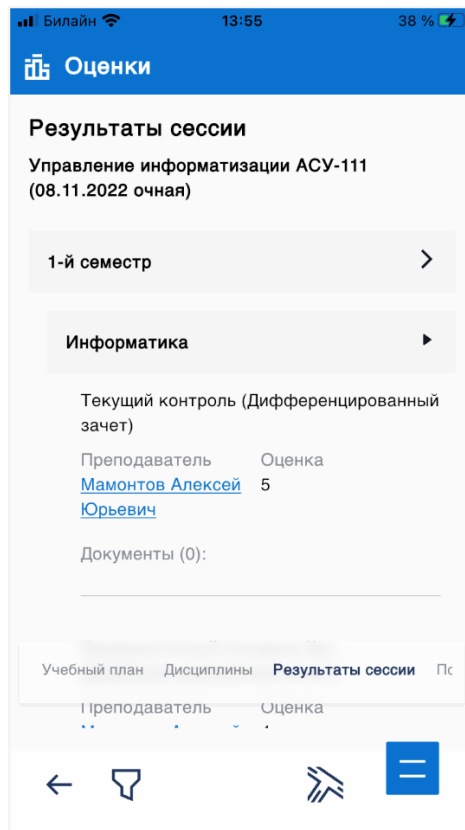 Билайн 13:55 38 %
Оценки
Результаты сессии
Управление информатизации АСУ-111
(08.11.2022 очная)
1-й семестр
Информатика
Текущий контроль (Дифференцированный
зачет)
Преподаватель Оценка
Мамонтов Алексей 5
Юрьевич
Документы (0):
Учебный план Дисциплины Результаты сессии
Преподаватель Оценка